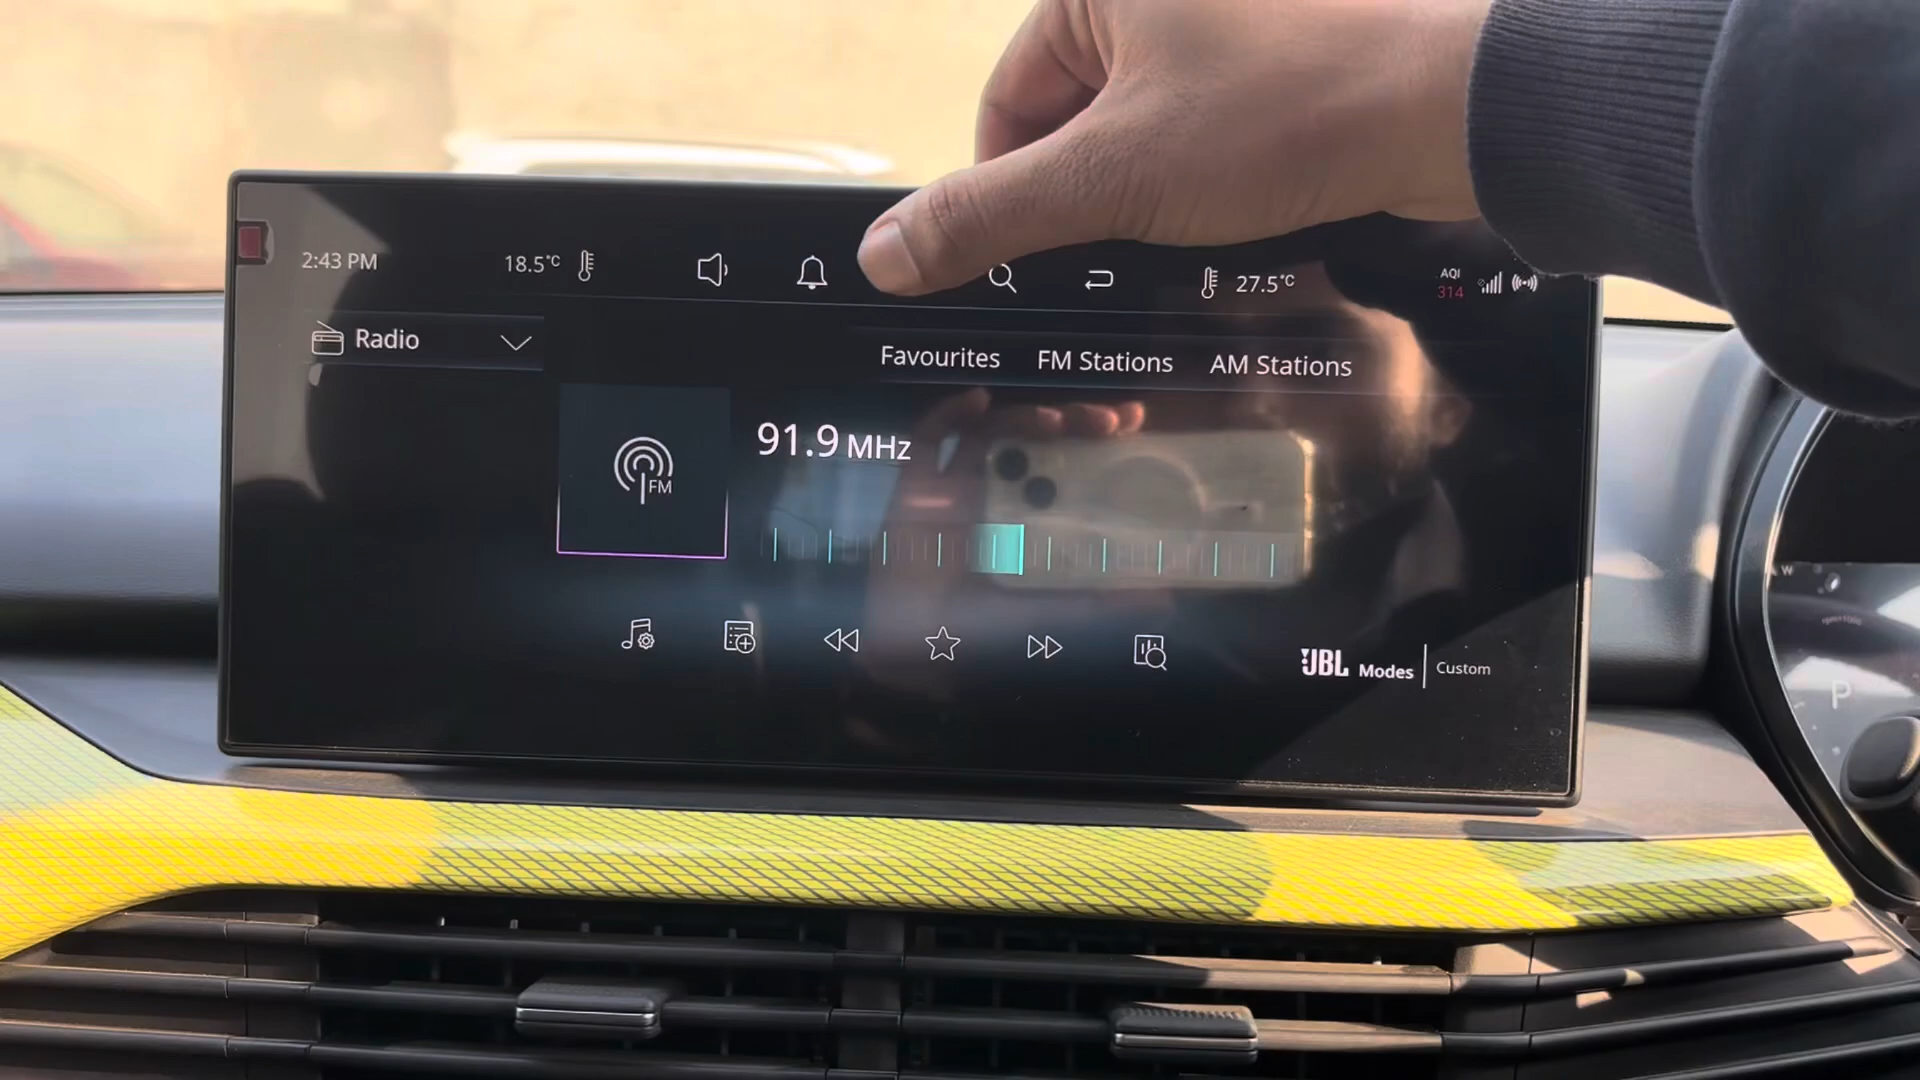 2:43 PM
18.5°C
27.5°C
AQI
314
Radio
Favourites
FM Stations
AM Stations
91.9 MHz
FM
JBL Modes
Custom
P
W